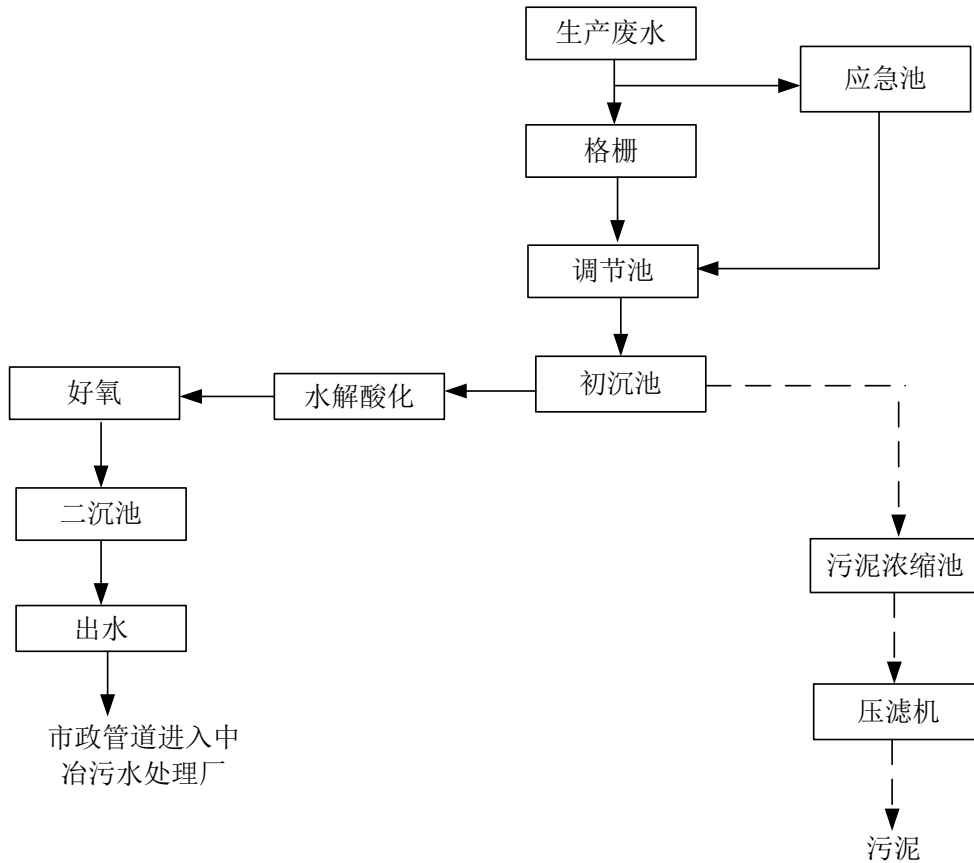 生产废水
应急池
格栅
调节池
初沉池
水解酸化
好氧
二沉池
出水
市政管道进入中
冶污水处理厂
污泥浓缩池
压滤机
污泥